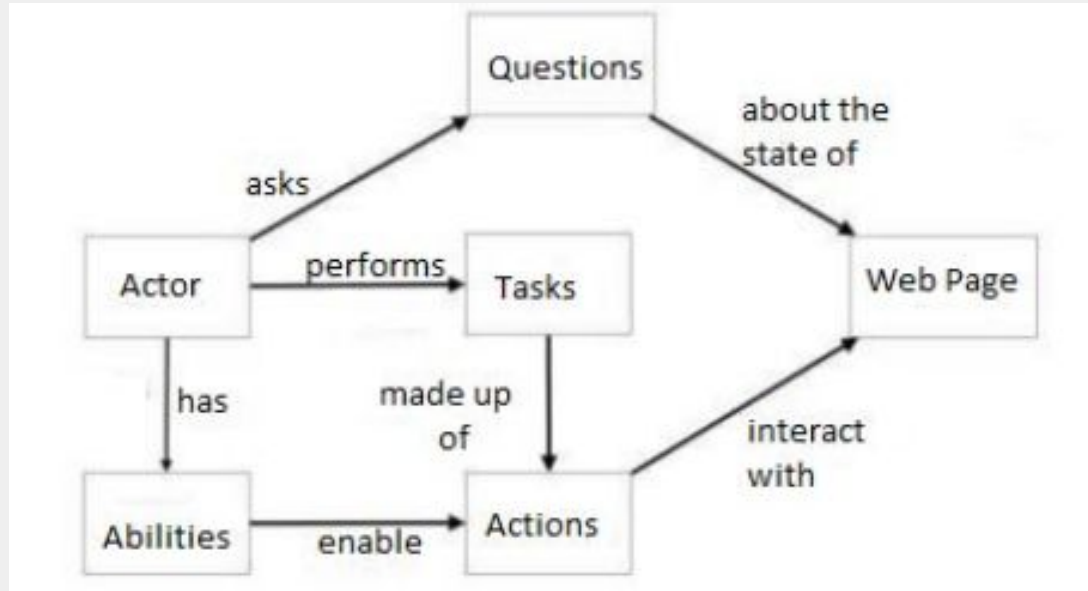 Questions
about the
state of
asks
Actor
performs
Tasks
Web Page
has
made up
of
interact
with
Abilities
enable
Actions